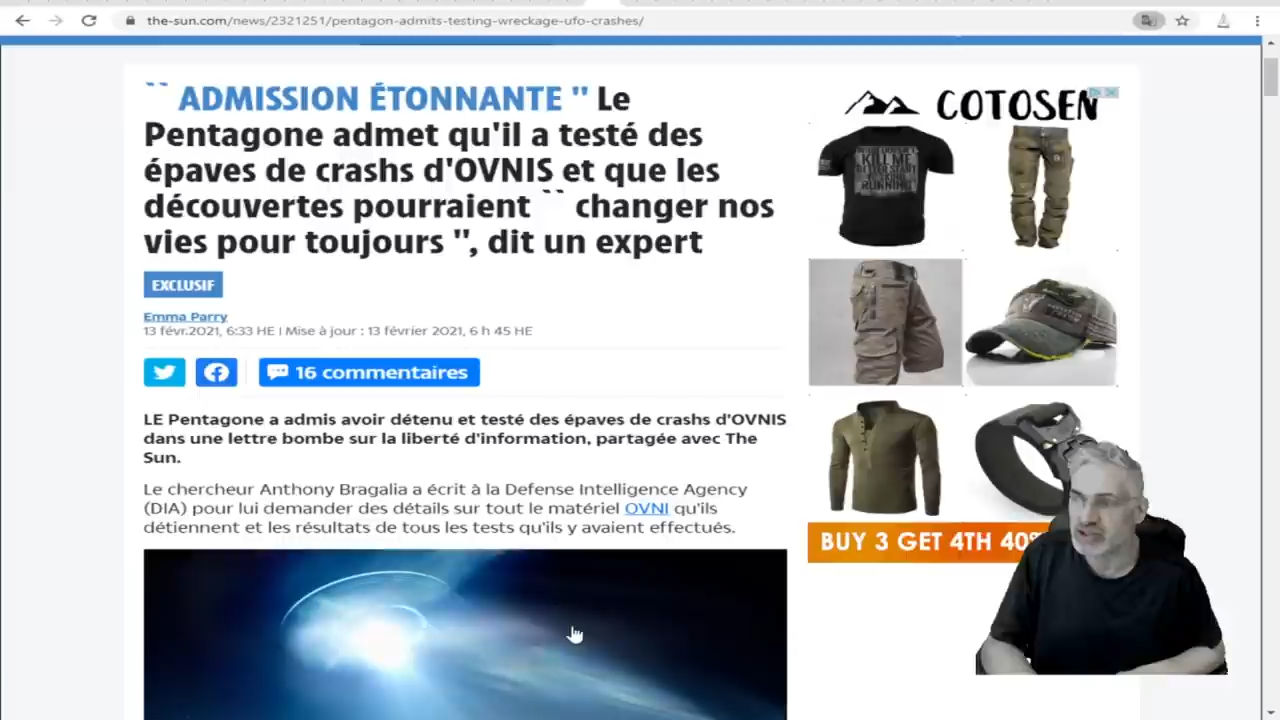 the-sun.com/news/2321251/pentagon-admits-testing-wreckage-ufo-crashes/
`` ADMISSION ÉTONNANTE '' Le
Pentagone admet qu'il a testé des
épaves de crashs d'OVNIS et que les
découvertes pourraient `` changer nos
vies pour toujours '', dit un expert
EXCLUSIF
Emma Parry
13 févr.2021, 6:33 HE | Mise à jour : 13 février 2021, 6 h 45 HE
16 commentaires
LE Pentagone a admis avoir détenu et testé des épaves de crashs d'OVNIS
dans une lettre bombe sur la liberté d'information, partagée avec The
Sun.
Le chercheur Anthony Bragalia a écrit à la Defense Intelligence Agency
(DIA) pour lui demander des détails sur tout le matériel OVNI qu'ils
détiennent et les résultats de tous les tests qu'ils y avaient effectués.
COTOSEN
KILL ME
RUNNING
BUY 3 GET 4TH 40%